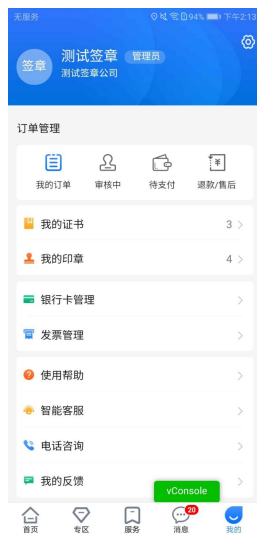 无服务 94% 下午2:13
签章 测试签章 管理员
测试签章公司
订单管理
我的订单 审核中 待支付 退款/售后
我的证书 3
我的印章 4
银行卡管理
发票管理
使用帮助
智能客服
电话咨询
我的反馈
vConsole
20
首页 专区 服务 消息 我的